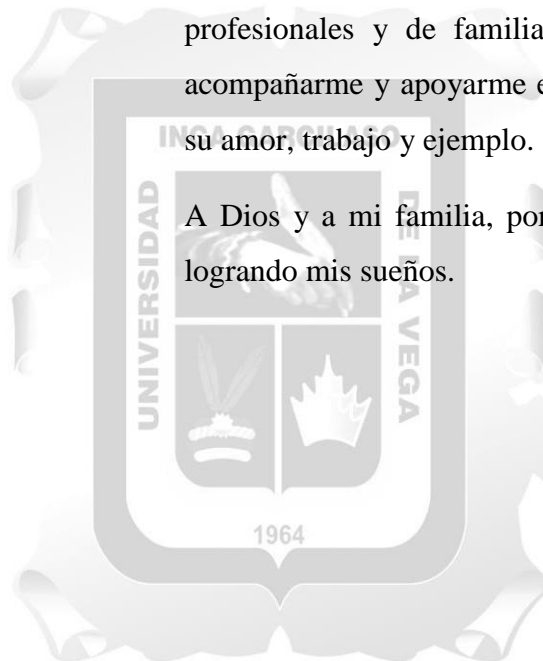 profesionales y de familia
acompañarme y apoyarme e
INCA GARCILASO
su amor, trabajo y ejemplo.
A Dios y a mi familia, por
logrando mis sueños.
UNIVERSIDAD
DE LA VEGA
1964